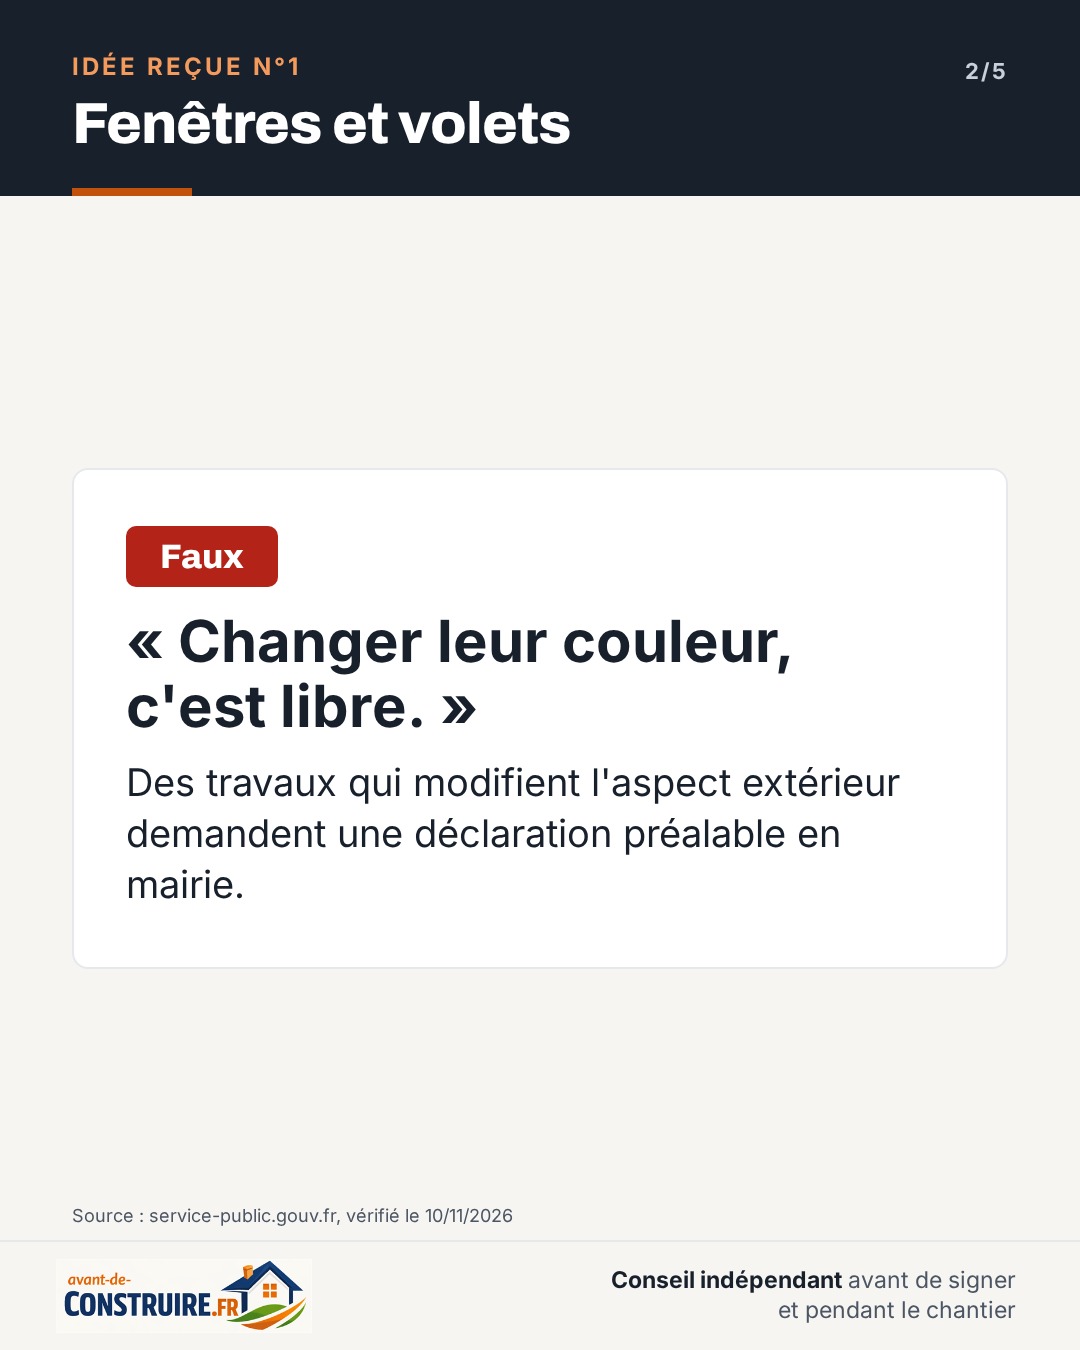 IDÉE REÇUE N°1
2/5
Fenêtres et volets
Faux
« Changer leur couleur,
c'est libre. »
Des travaux qui modifient l'aspect extérieur
demandent une déclaration préalable en
mairie.
Source : service-public.gouv.fr, vérifié le 10/11/2026
avant-de-
CONSTRUIRE.FR
Conseil indépendant avant de signer
et pendant le chantier